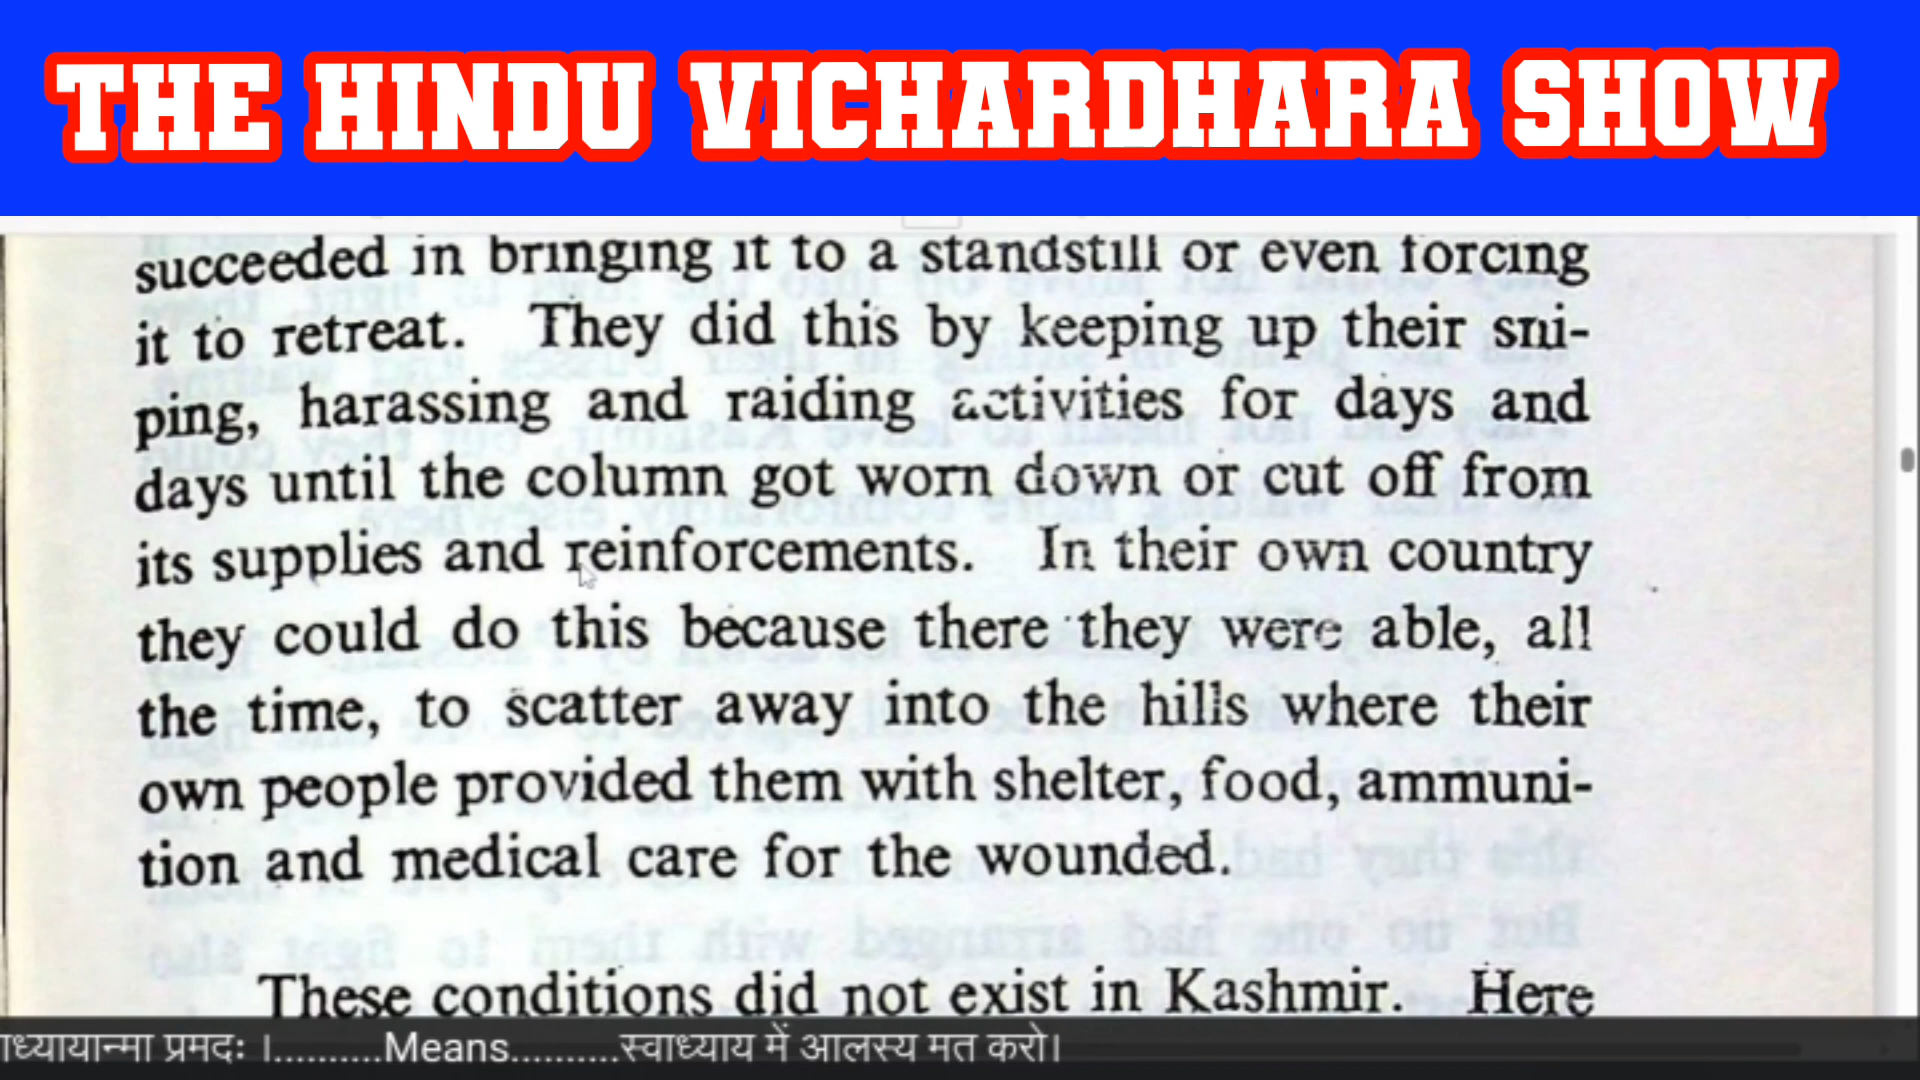 THE HINDU VICHARDHARA SHOW
succeeded in bringing it to a standstill or even forcing
it to retreat. They did this by keeping up their sni-
ping, harassing and raiding activities for days and
days until the column got worn down or cut off from
its supplies and reinforcements. In their own country
they could do this because there they were able, all
the time, to scatter away into the hills where their
own people provided them with shelter, food, ammuni-
tion and medical care for the wounded.
These conditions did not exist in Kashmir. Here
ाध्यायान्मा प्रमदः ।..........Means..........स्वाध्याय में आलस्य मत करो।